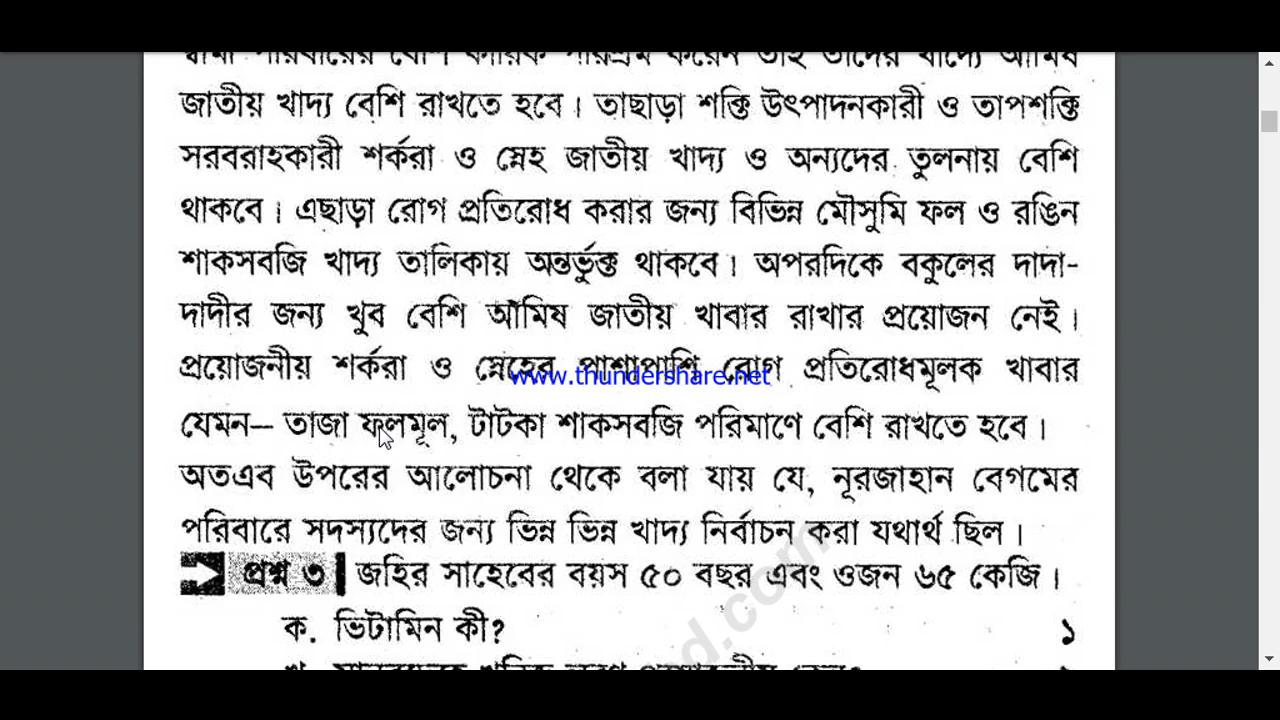 জাতীয় খাদ্য বেশি রাখতে হবে। তাছাড়া শক্তি উৎপাদনকারী ও তাপশক্তি
সরবরাহকারী শর্করা ও স্নেহ জাতীয় খাদ্য ও অন্যদের তুলনায় বেশি
থাকবে। এছাড়া রোগ প্রতিরোধ করার জন্য বিভিন্ন মৌসুমি ফল ও রঙিন
শাকসবজি খাদ্য তালিকায় অন্তর্ভুক্ত থাকবে। অপরদিকে বকুলের দাদা-
দাদীর জন্য খুব বেশি আঁমিষ জাতীয় খাবার রাখার প্রয়োজন নেই।
প্রয়োজনীয় শর্করা ও স্নেহের পাশাপাশি রোগ প্রতিরোধমূলক খাবার
www.thundershare.net
যেমন– তাজা ফলমূল, টাটকা শাকসবজি পরিমাণে বেশি রাখতে হবে।
অতএব উপরের আলোচনা থেকে বলা যায় যে, নূরজাহান বেগমের
পরিবারে সদস্যদের জন্য ভিন্ন ভিন্ন খাদ্য নির্বাচন করা যথার্থ ছিল।
প্রশ্ন ৩ জহির সাহেবের বয়স ৫০ বছর এবং ওজন ৬৫ কেজি।
ক. ভিটামিন কী? ১